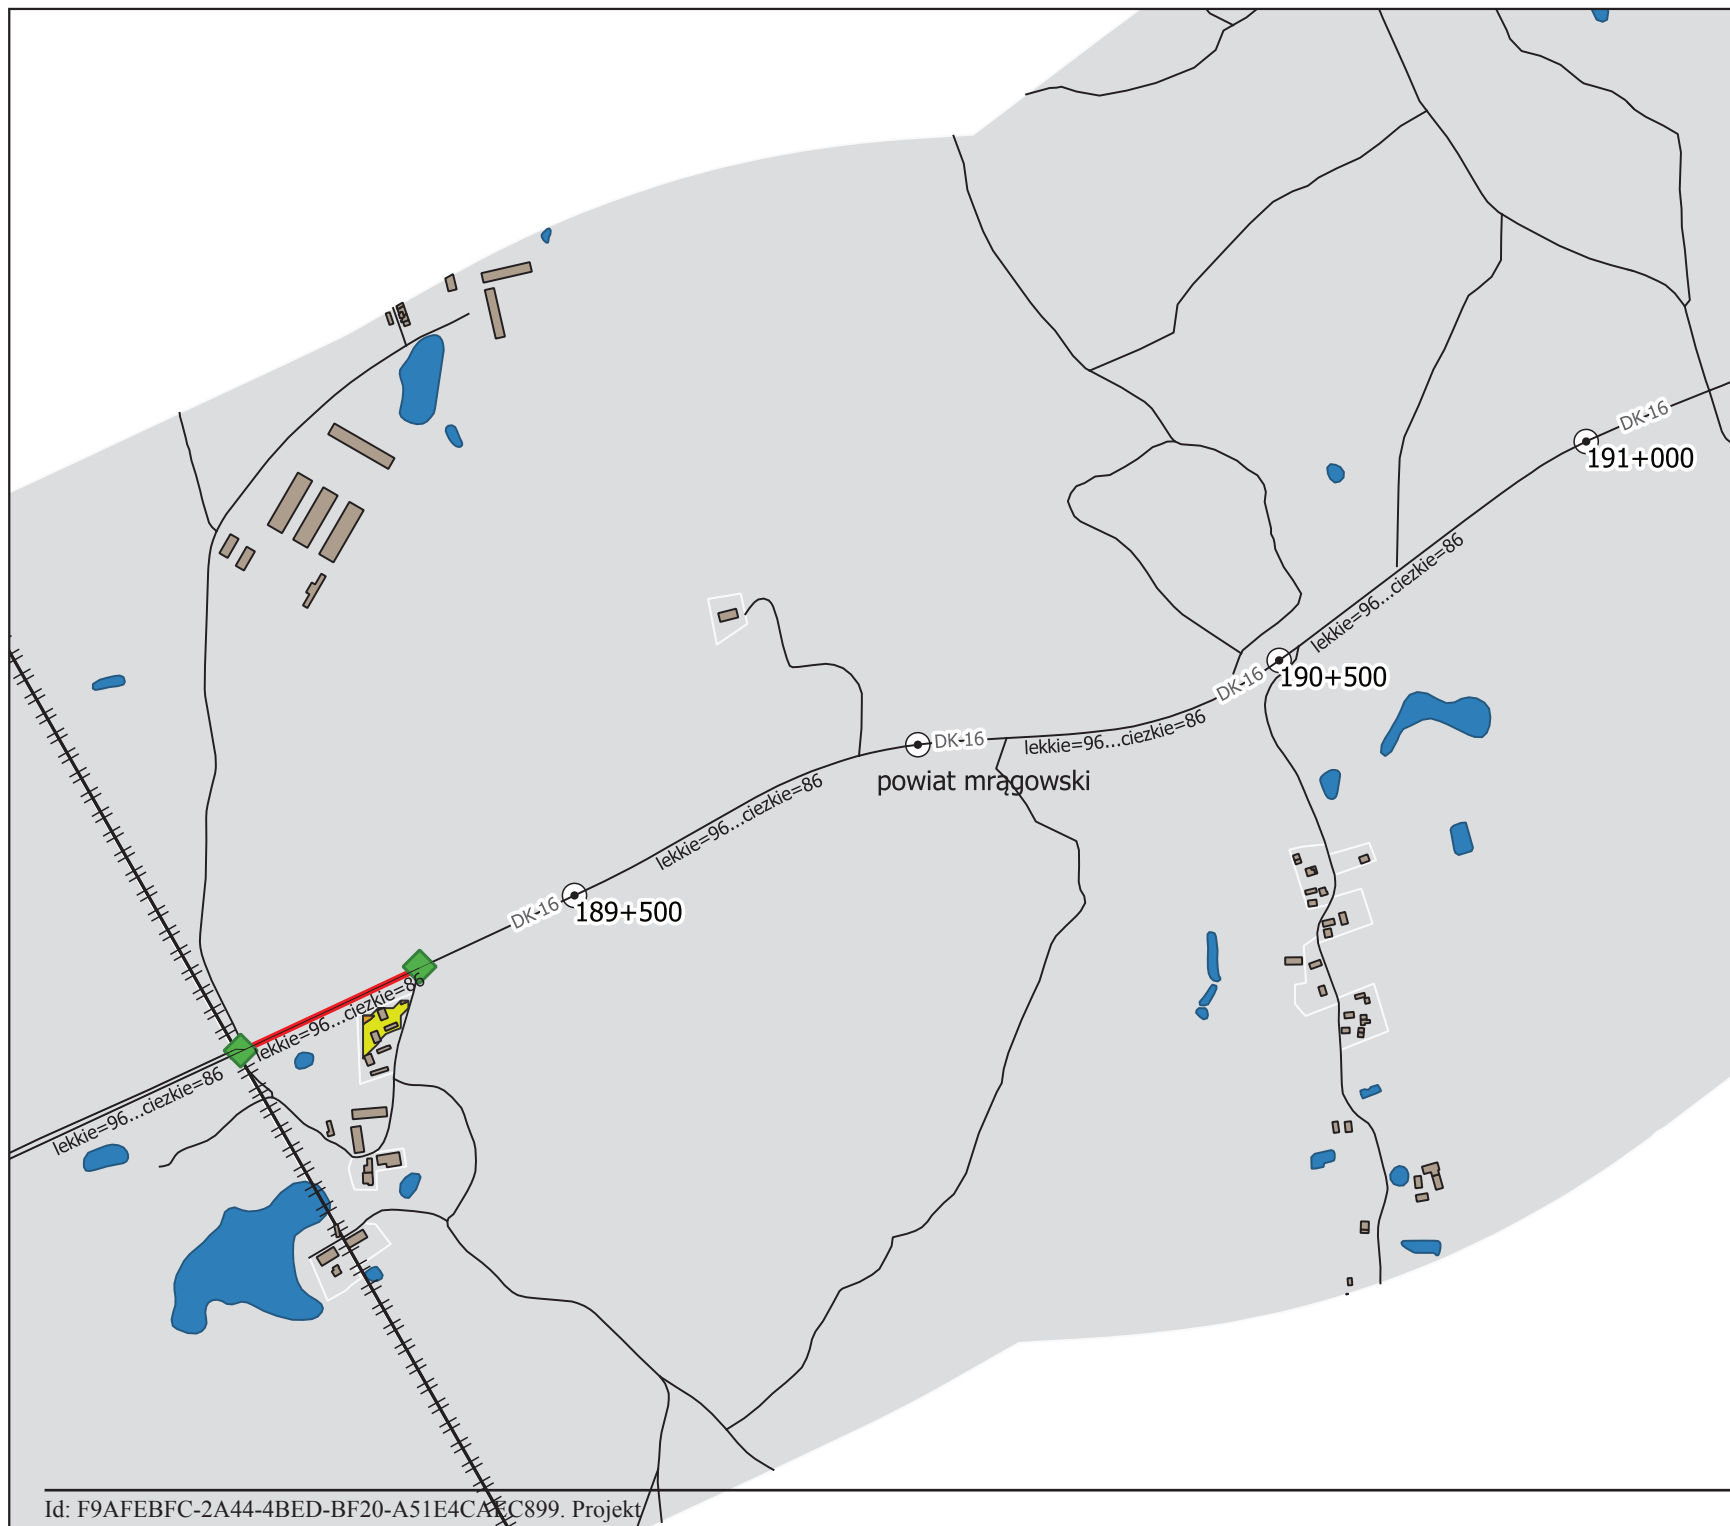 DK-16
191+000
lekkie=96...ciezkie=86
DK-16
190+500
DK-16
lekkie=96...ciezkie=86
powiat mrągowski
lekkie=96...ciezkie=86
DK-16
189+500
lekkie=96...ciezkie=86
lekkie=96...ciezkie=86
Id: F9AFEBFC-2A44-4BED-BF20-A51E4CAEC899. Projekt